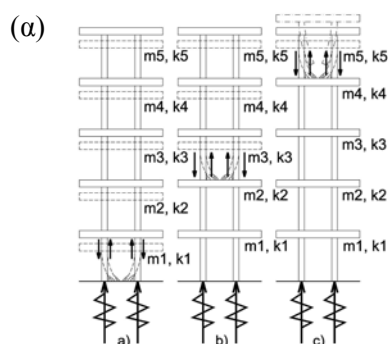 (α)
m5, k5 m5, k5 m5, k5
m4, k4 m4, k4 m4, k4
m3, k3 m3, k3 m3, k3
m2, k2 m2, k2 m2, k2
m1, k1 m1, k1 m1, k1
a) b) c)